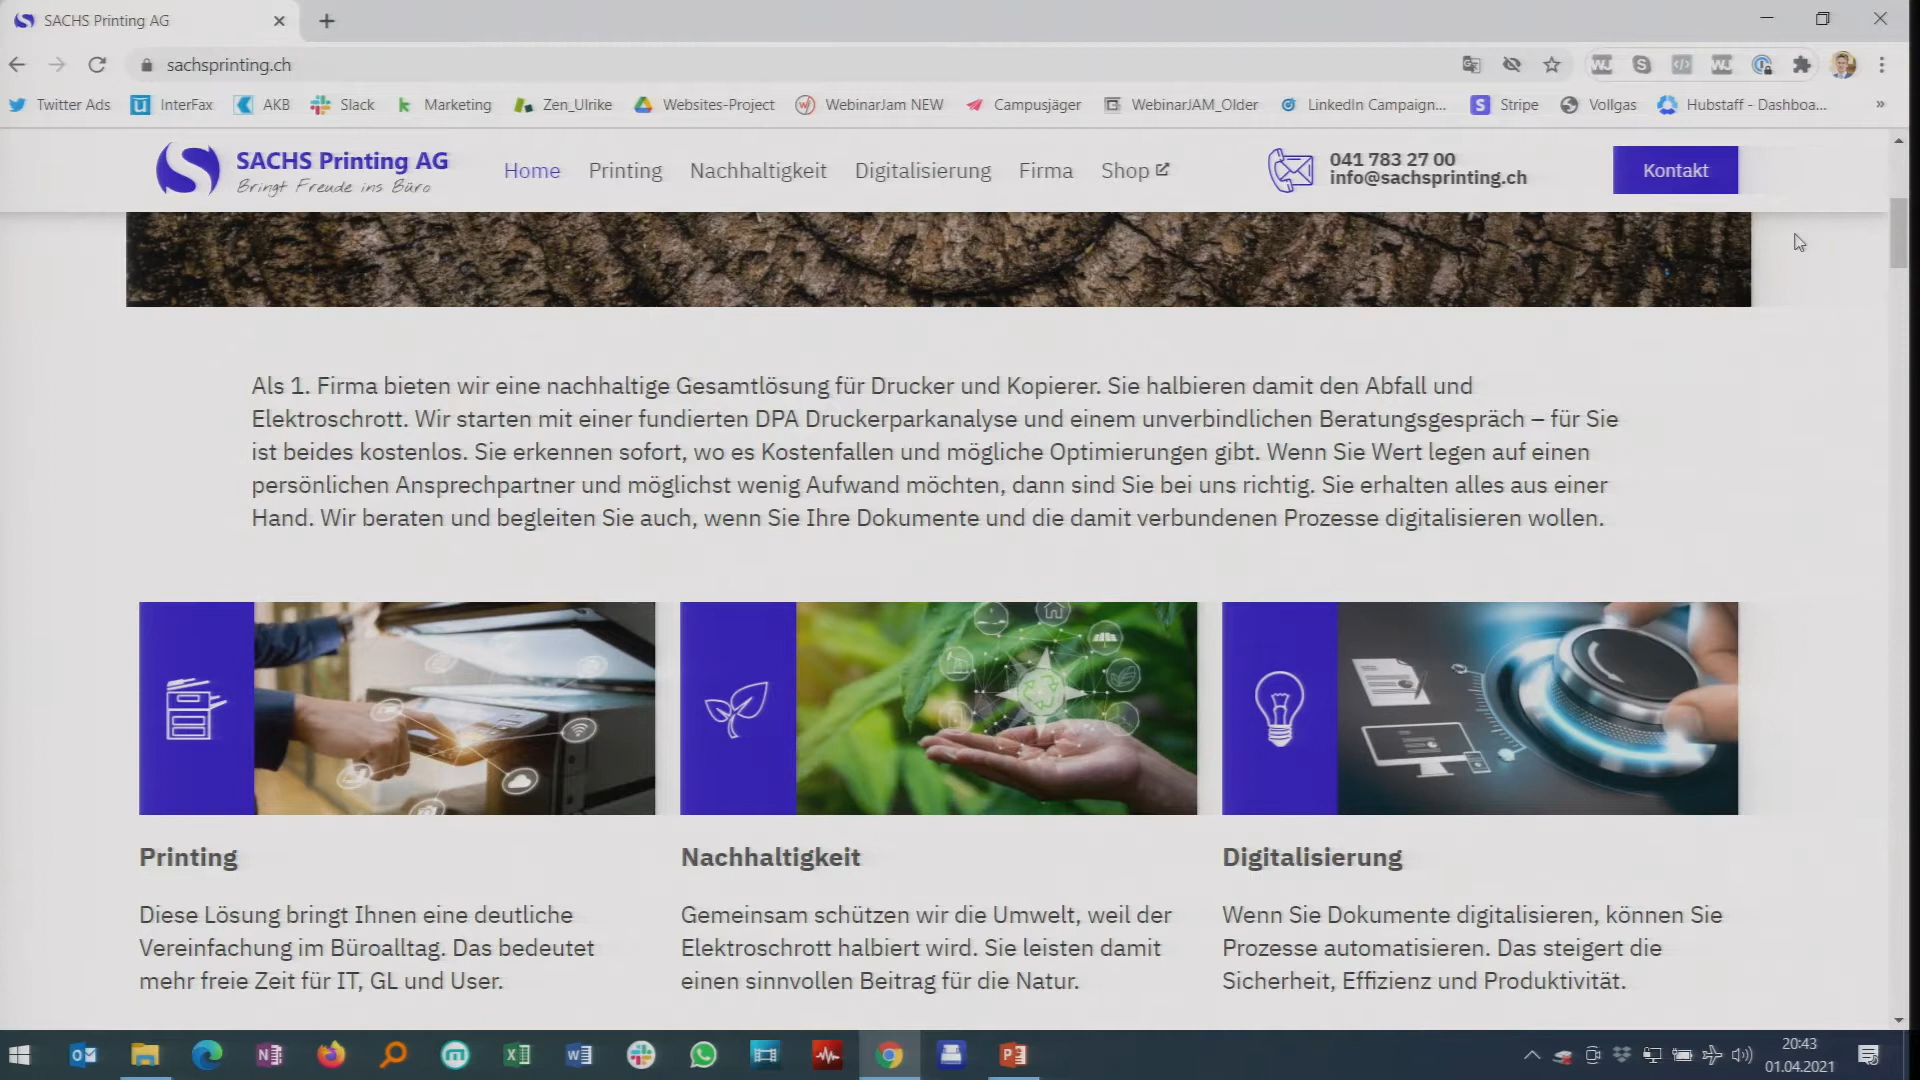 SACHS Printing AG
sachsprinting.ch
Twitter Ads InterFax AKB Slack Marketing Zen_Ulrike Websites-Project WebinarJam NEW Campusjäger WebinarJAM_Older LinkedIn Campaign... Stripe Vollgas Hubstaff - Dashboa... »
SACHS Printing AG
Bringt Freude ins Büro
Home Printing Nachhaltigkeit Digitalisierung Firma Shop
041 783 27 00
info@sachsprinting.ch
Kontakt
Als 1. Firma bieten wir eine nachhaltige Gesamtlösung für Drucker und Kopierer. Sie halbieren damit den Abfall und
Elektroschrott. Wir starten mit einer fundierten DPA Druckerparkanalyse und einem unverbindlichen Beratungsgespräch – für Sie
ist beides kostenlos. Sie erkennen sofort, wo es Kostenfallen und mögliche Optimierungen gibt. Wenn Sie Wert legen auf einen
persönlichen Ansprechpartner und möglichst wenig Aufwand möchten, dann sind Sie bei uns richtig. Sie erhalten alles aus einer
Hand. Wir beraten und begleiten Sie auch, wenn Sie Ihre Dokumente und die damit verbundenen Prozesse digitalisieren wollen.
Printing
Diese Lösung bringt Ihnen eine deutliche
Vereinfachung im Büroalltag. Das bedeutet
mehr freie Zeit für IT, GL und User.
Nachhaltigkeit
Gemeinsam schützen wir die Umwelt, weil der
Elektroschrott halbiert wird. Sie leisten damit
einen sinnvollen Beitrag für die Natur.
Digitalisierung
Wenn Sie Dokumente digitalisieren, können Sie
Prozesse automatisieren. Das steigert die
Sicherheit, Effizienz und Produktivität.
20:43
01.04.2021